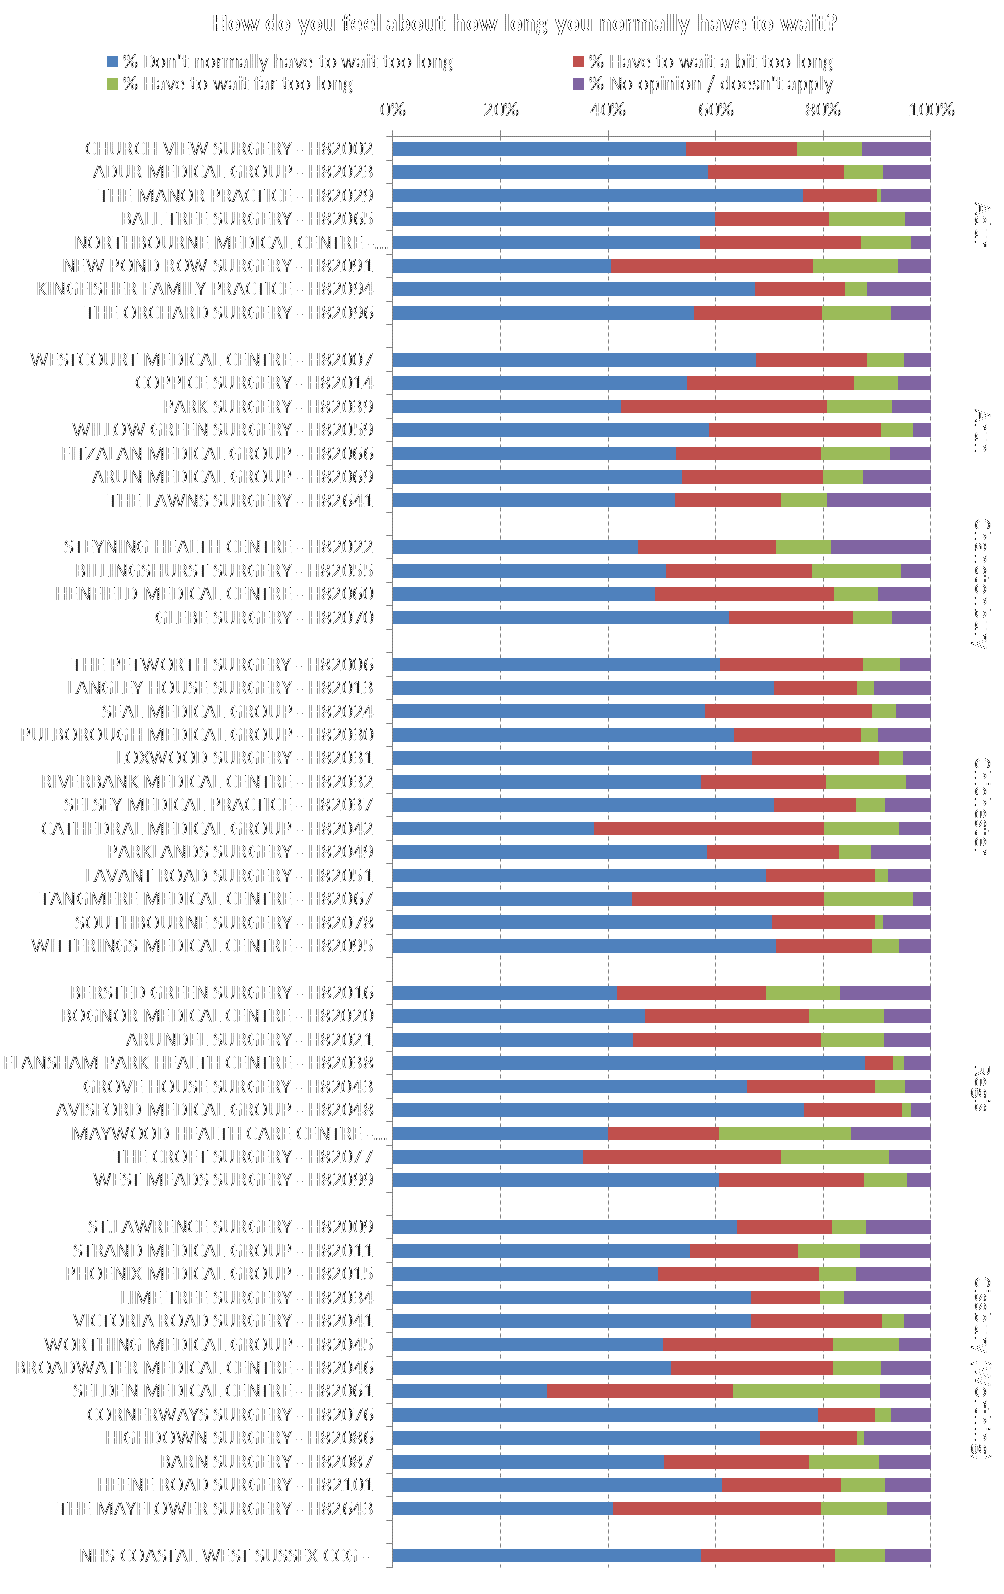 How do you feel about how long you normally have to wait?
% Don't normally have to wait too long
% Have to wait a bit too long
% Have to wait far too long
% No opinion / doesn't apply
0% 20% 40% 60% 80% 100%
CHURCH VIEW SURGERY - H82002
ADUR MEDICAL GROUP - H82023
THE MANOR PRACTICE - H82029
BALL TREE SURGERY - H82065
NORTHBOURNE MEDICAL CENTRE -…
NEW POND ROW SURGERY - H82091
KINGFISHER FAMILY PRACTICE - H82094
THE ORCHARD SURGERY - H82096
Adur
WESTCOURT MEDICAL CENTRE - H82007
COPPICE SURGERY - H82014
PARK SURGERY - H82039
WILLOW GREEN SURGERY - H82059
FITZALAN MEDICAL GROUP - H82066
ARUN MEDICAL GROUP - H82069
THE LAWNS SURGERY - H82641
Arun
STEYNING HEALTH CENTRE - H82022
BILLINGSHURST SURGERY - H82055
HENFIELD MEDICAL CENTRE - H82060
GLEBE SURGERY - H82070
Chanctonbury
THE PETWORTH SURGERY - H82006
LANGLEY HOUSE SURGERY - H82013
SEAL MEDICAL GROUP - H82024
PULBOROUGH MEDICAL GROUP - H82030
LOXWOOD SURGERY - H82031
RIVERBANK MEDICAL CENTRE - H82032
SELSEY MEDICAL PRACTICE - H82037
CATHEDRAL MEDICAL GROUP - H82042
PARKLANDS SURGERY - H82049
LAVANT ROAD SURGERY - H82051
TANGMERE MEDICAL CENTRE - H82067
SOUTHBOURNE SURGERY - H82078
WITTERINGS MEDICAL CENTRE - H82095
Chichester
BERSTED GREEN SURGERY - H82016
BOGNOR MEDICAL CENTRE - H82020
ARUNDEL SURGERY - H82021
FLANSHAM PARK HEALTH CENTRE - H82038
GROVE HOUSE SURGERY - H82043
AVISFORD MEDICAL GROUP - H82048
MAYWOOD HEALTH CARE CENTRE -…
THE CROFT SURGERY - H82077
WEST MEADS SURGERY - H82099
Regis
ST.LAWRENCE SURGERY - H82009
STRAND MEDICAL GROUP - H82011
PHOENIX MEDICAL GROUP - H82015
LIME TREE SURGERY - H82034
VICTORIA ROAD SURGERY - H82041
WORTHING MEDICAL GROUP - H82045
BROADWATER MEDICAL CENTRE - H82046
SELDEN MEDICAL CENTRE - H82061
CORNERWAYS SURGERY - H82076
HIGHDOWN SURGERY - H82086
BARN SURGERY - H82087
HEENE ROAD SURGERY - H82101
THE MAYFLOWER SURGERY - H82643
Cissbury (Worthing)
NHS COASTAL WEST SUSSEX CCG -